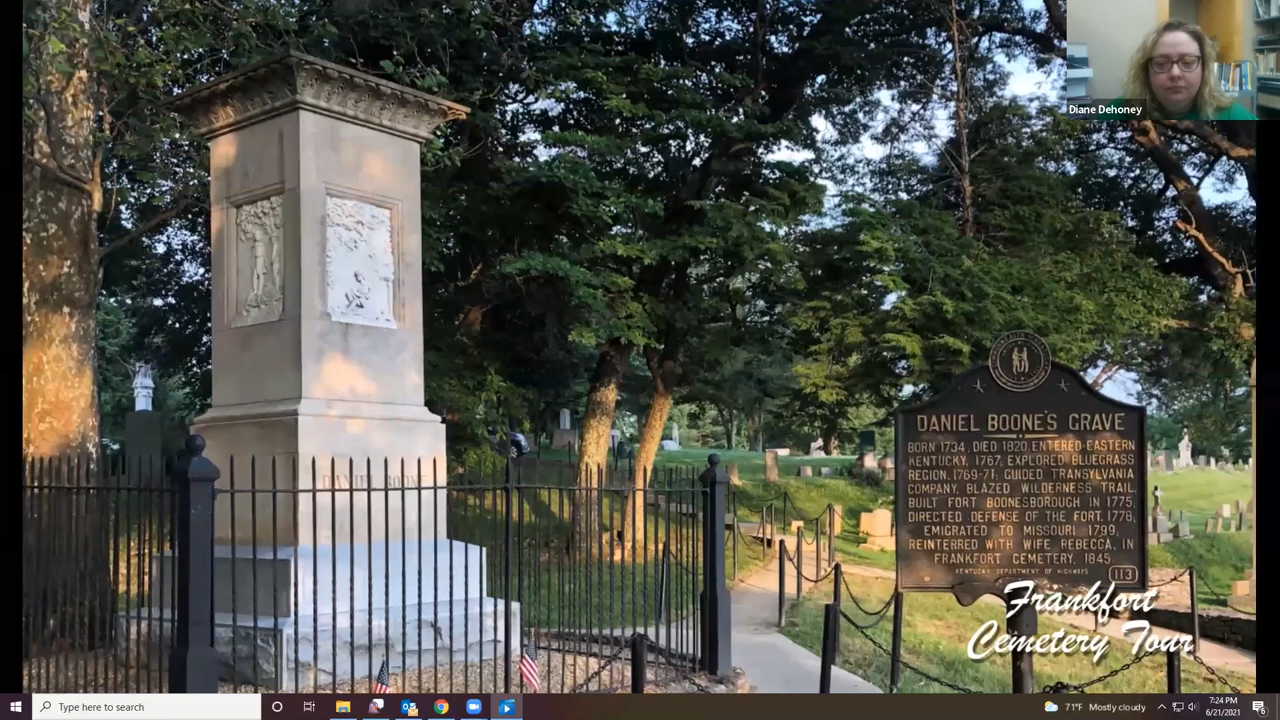 Diane Dehoney
DANIEL BOONE
DANIEL BOONE'S GRAVE
BORN 1734, DIED 1820. ENTERED EASTERN
KENTUCKY, 1767, EXPLORED BLUEGRASS
REGION, 1769-71. GUIDED TRANSYLVANIA
COMPANY, BLAZED WILDERNESS TRAIL,
BUILT FORT BOONESBOROUGH IN 1775,
DIRECTED DEFENSE OF THE FORT, 1778,
EMIGRATED TO MISSOURI 1799,
REINTERRED WITH WIFE, REBECCA, IN
FRANKFORT CEMETERY, 1845.
KENTUCKY DEPARTMENT OF HIGHWAYS
113
Frankfort
Cemetery Tour
Type here to search
71°F Mostly cloudy
7:24 PM
6/21/2021
6